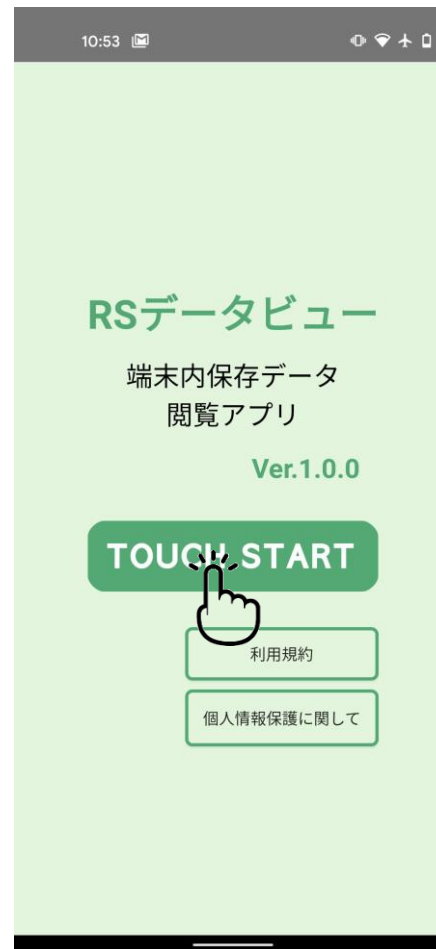 10:53
RSデータビュー
端末内保存データ
閲覧アプリ
Ver.1.0.0
TOUCH START
利用規約
個人情報保護に関して